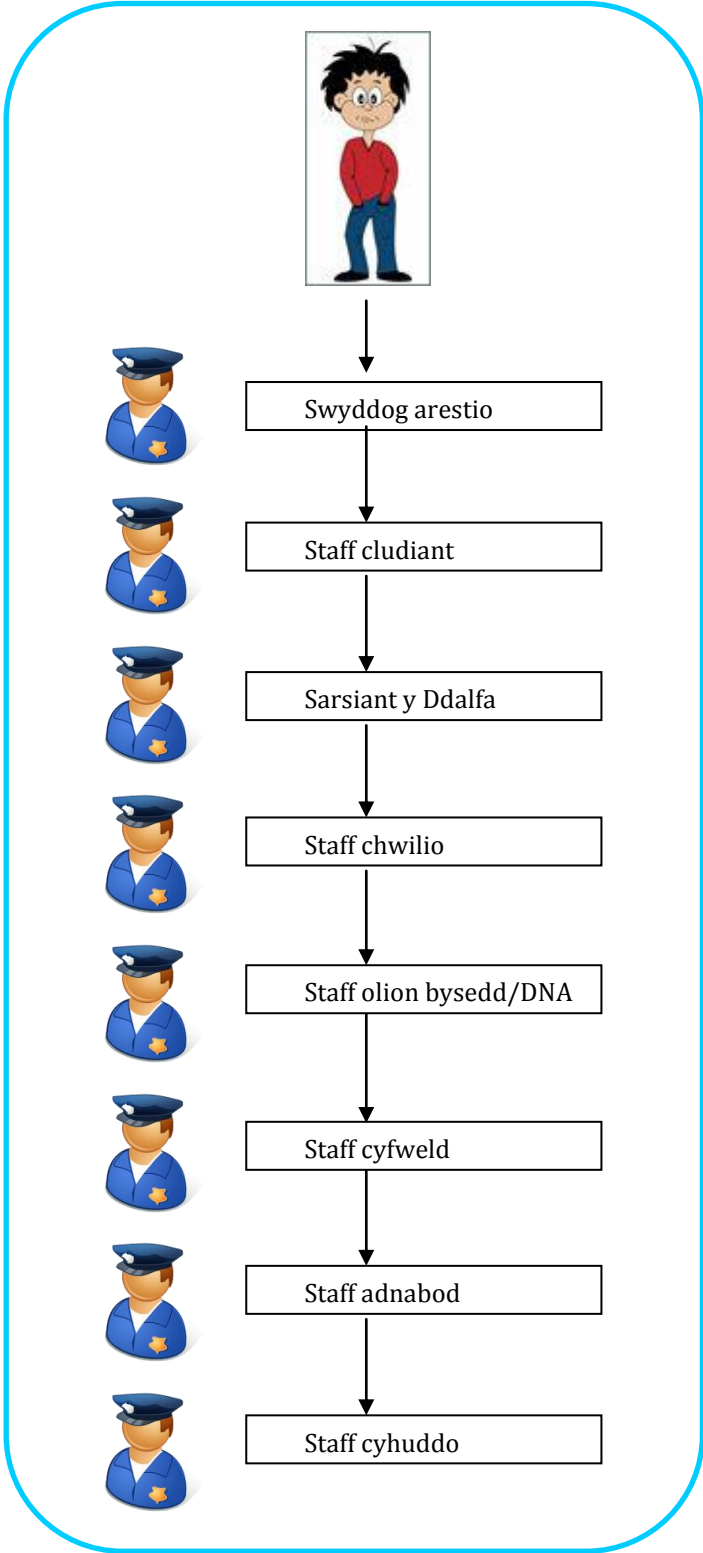 Swyddog arestio
Staff cludiant
Sarsiant y Ddalfa
Staff chwilio
Staff olion bysedd/DNA
Staff cyfweld
Staff adnabod
Staff cyhuddo